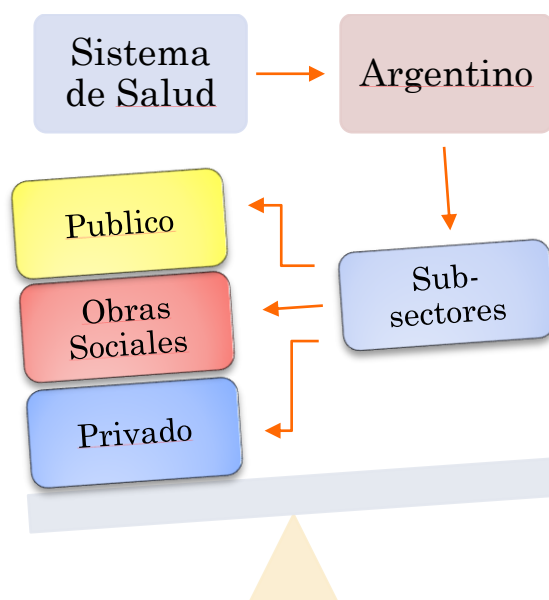 Sistema
de Salud
Argentino
Publico
Sub-
sectores
Obras
Sociales
Privado